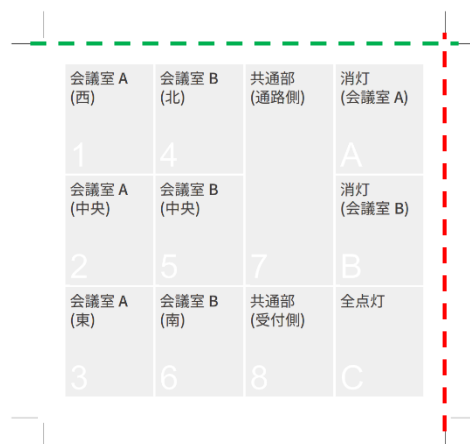 会議室 A
(西)
1
会議室 B
(北)
4
共通部
(通路側)
7
消灯
(会議室 A)
A
会議室 A
(中央)
2
会議室 B
(中央)
5
消灯
(会議室 B)
B
会議室 A
(東)
3
会議室 B
(南)
6
共通部
(受付側)
8
全点灯
C